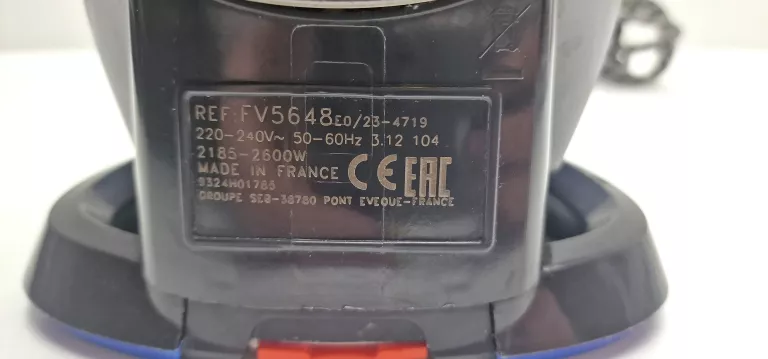 REF:FV5648E0/23-4719
220-240V~ 50-60Hz 3.12 104
2185-2600W
MADE IN FRANCE CE EAC
9324H01785
GROUPE SEB-38780 PONT EVEQUE-FRANCE